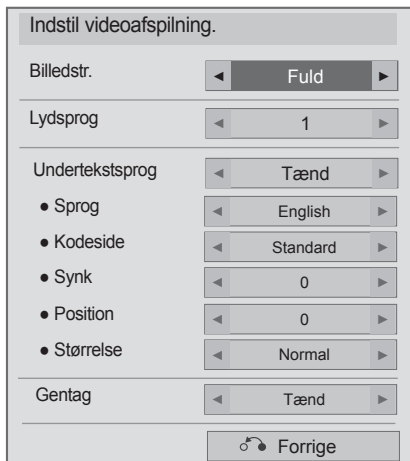 Indstil videoafspilning.
Billedstr. ◄ Fuld ►
Lydsprog ◄ 1 ►
Undertekstsprog ◄ Tænd ►
● Sprog ◄ English ►
● Kodeside ◄ Standard ►
● Synk ◄ 0 ►
● Position ◄ 0 ►
● Størrelse ◄ Normal ►
Gentag ◄ Tænd ►
Forrige